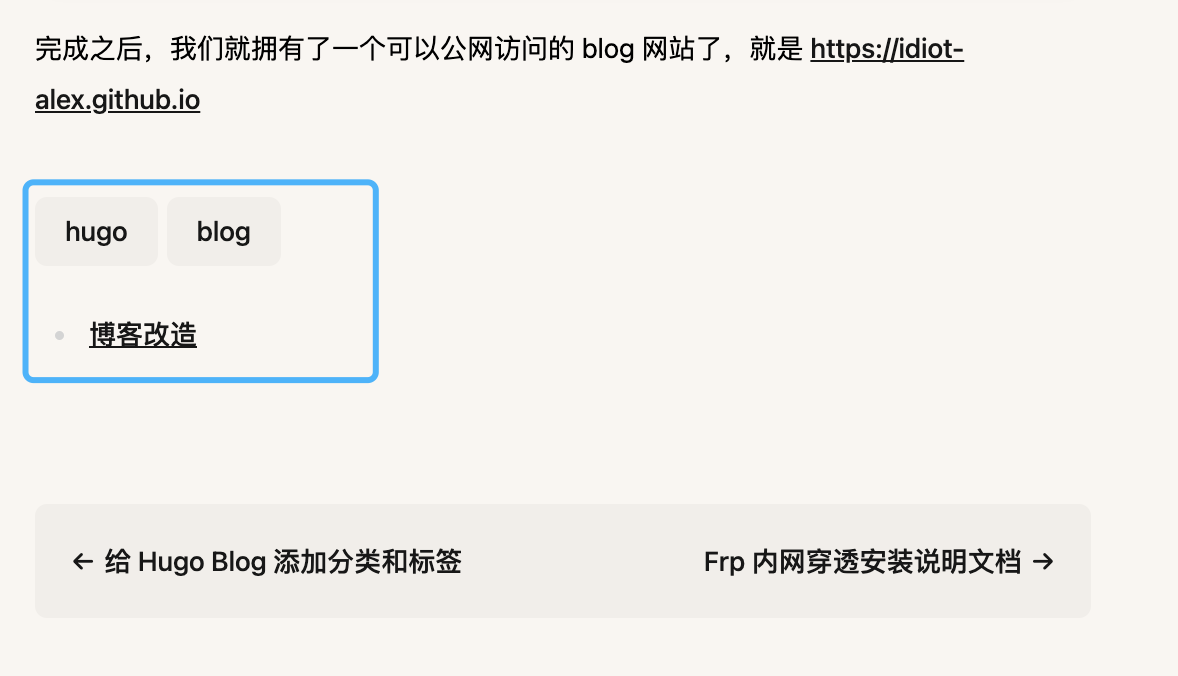 完成之后，我们就拥有了一个可以公网访问的 blog 网站了，就是 https://idiot-
alex.github.io
hugo blog
博客改造
← 给 Hugo Blog 添加分类和标签 Frp 内网穿透安装说明文档 →